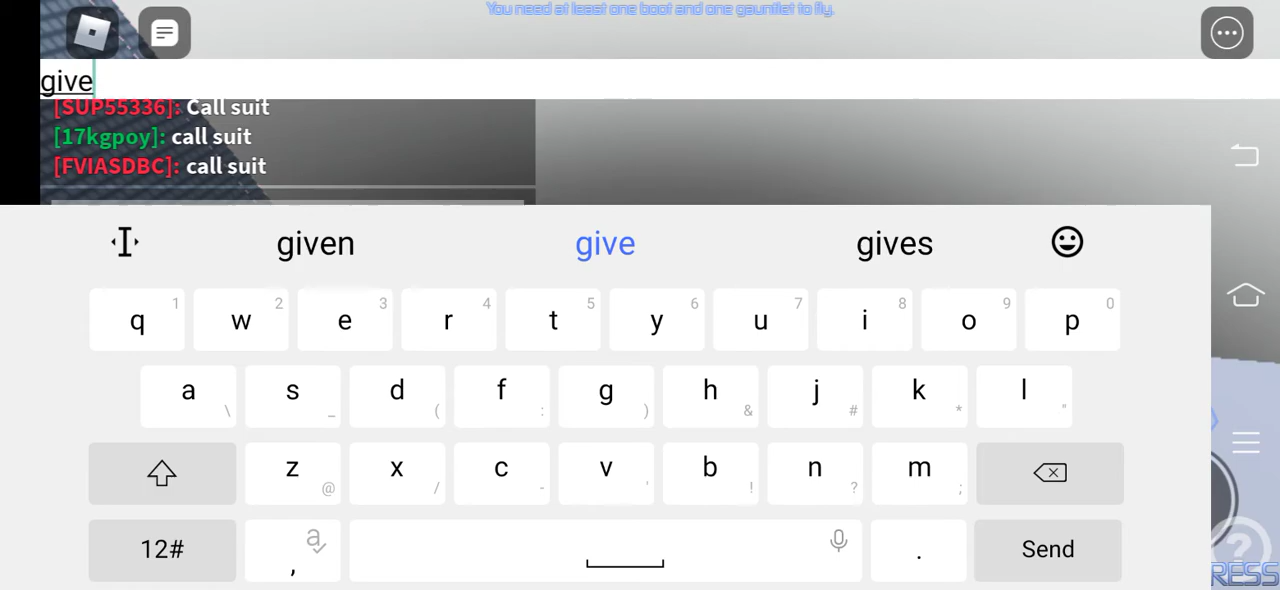 You need at least one boot and one gauntlet to fly.
give
[SUP55336]: Call suit
[17kgpoy]: call suit
[FVIASDBC]: call suit
given give gives
q 1 w 2 e 3 r 4 t 5 y 6 u 7 i 8 o 9 p 0
a \ s _ d ( f : g ) h & j # k * l "
z @ x / c - v ' b ! n ? m ;
12# a , . Send
?
RESS